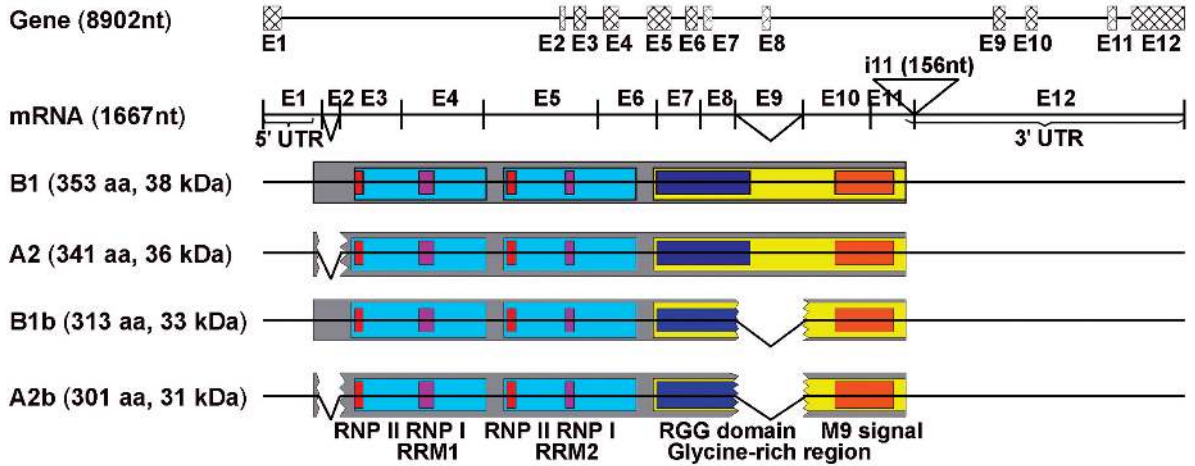 Gene (8902nt)
E1 E2 E3 E4 E5 E6 E7 E8 E9 E10 E11 E12
i11 (156nt)
mRNA (1667nt)
E1 E2 E3 E4 E5 E6 E7 E8 E9 E10 E11 E12
5' UTR 3' UTR
B1 (353 aa, 38 kDa)
A2 (341 aa, 36 kDa)
B1b (313 aa, 33 kDa)
A2b (301 aa, 31 kDa)
RNP II RNP I RNP II RNP I RGG domain M9 signal
RRM1 RRM2 Glycine-rich region